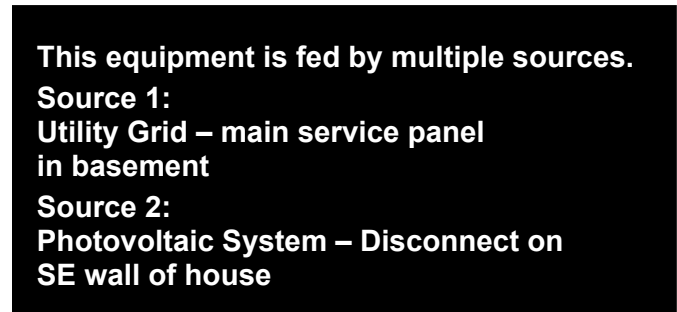 This equipment is fed by multiple sources.
Source 1:
Utility Grid – main service panel
in basement
Source 2:
Photovoltaic System – Disconnect on
SE wall of house